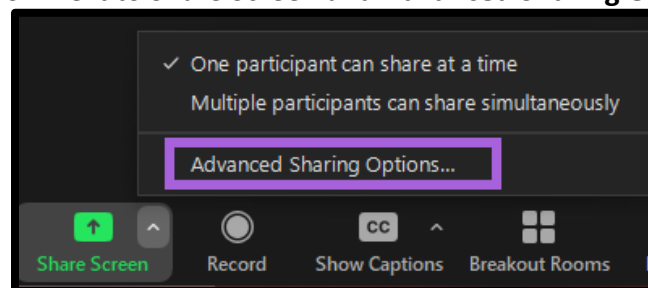 One participant can share at a time
Multiple participants can share simultaneously
Advanced Sharing Options...
CC
Share Screen Record Show Captions Breakout Rooms